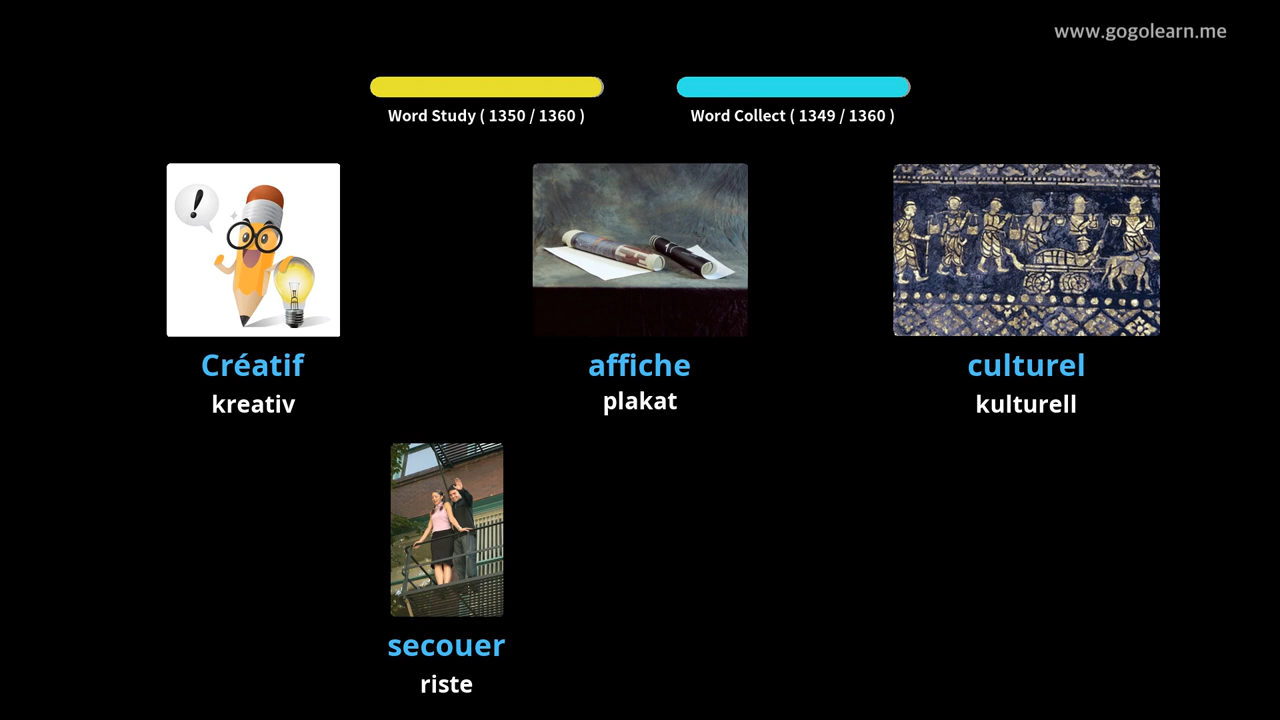 www.gogolearn.me
Word Study ( 1350 / 1360 )
Word Collect ( 1349 / 1360 )
Créatif
kreativ
affiche
plakat
culturel
kulturell
secouer
riste